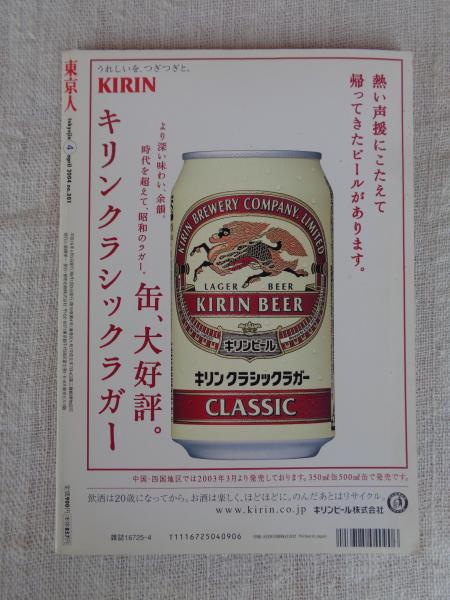 東京人
tokyojin 4 april 2004 no.201
うれしいを、つぎつぎと。
KIRIN
熱い声援にこたえて
帰ってきたビールがあります。
より深い味わい、余韻。
時代を超えて、昭和のラガー。
缶、大好評。
キリンクラシックラガー
KIRIN BREWERY COMPANY, LIMITED
LAGER BEER
KIRIN BEER
キリンビール
キリン クラシックラガー
CLASSIC
中国・四国地区では2003年3月より発売しております。350㎖缶500㎖缶で発売です。
飲酒は20歳になってから。お酒は楽しく、ほどほどに。のんだあとはリサイクル。
www.kirin.co.jp キリンビール株式会社
雑誌16725-4
T1116725040906
Printed in Japan